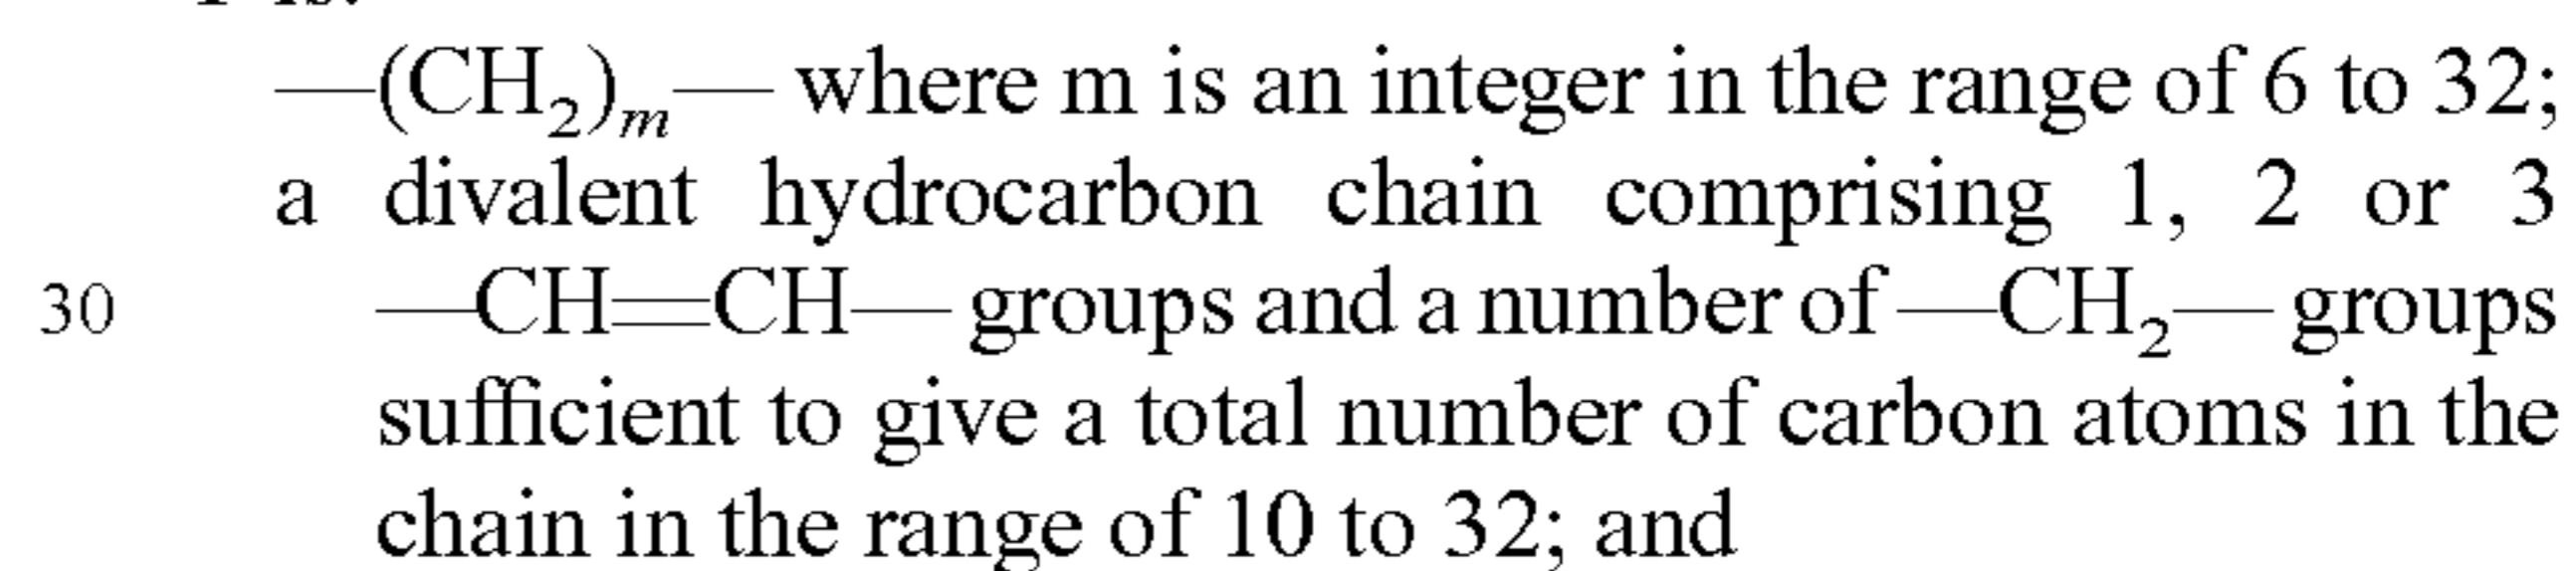 —(CH₂)ₘ— where m is an integer in the range of 6 to 32;
a divalent hydrocarbon chain comprising 1, 2 or 3
30 —CH═CH— groups and a number of —CH₂— groups
sufficient to give a total number of carbon atoms in the
chain in the range of 10 to 32; and